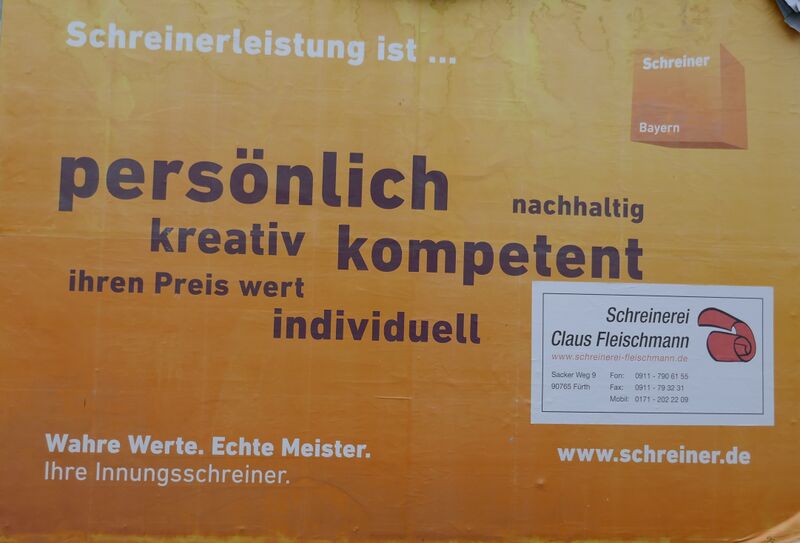 Schreinerleistung ist ...
Schreiner
Bayern
persönlich
nachhaltig
kreativ kompetent
ihren Preis wert
individuell
Schreinerei
Claus Fleischmann
www.schreinerei-fleischmann.de
Sacker Weg 9 Fon: 0911 - 790 61 55
90765 Fürth Fax: 0911 - 79 32 31
Mobil: 0171 - 202 22 09
Wahre Werte. Echte Meister.
Ihre Innungsschreiner.
www.schreiner.de